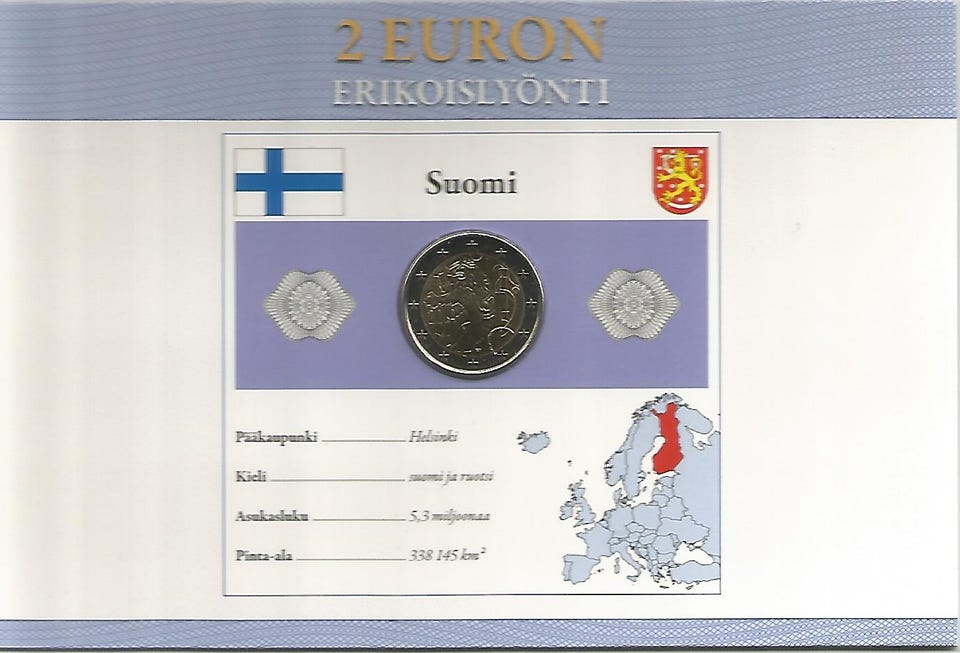 2 EURON
ERIKOISLYÖNTI
Suomi
Pääkaupunki Helsinki
Kieli suomi ja ruotsi
Asukasluku 5,3 miljoonaa
Pinta-ala 338 145 km²